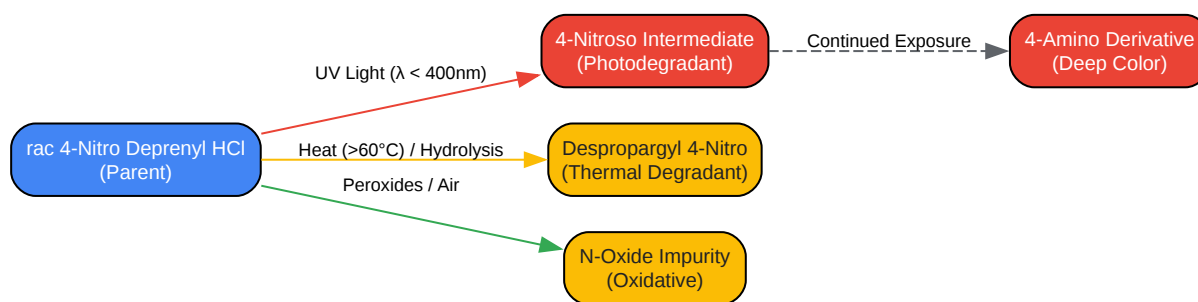 4-Nitroso Intermediate
(Photodegradant)
Continued Exposure
4-Amino Derivative
(Deep Color)
UV Light (λ < 400nm)
rac 4-Nitro Deprenyl HCl
(Parent)
Heat (>60°C) / Hydrolysis
Despropargyl 4-Nitro
(Thermal Degradant)
Peroxides / Air
N-Oxide Impurity
(Oxidative)